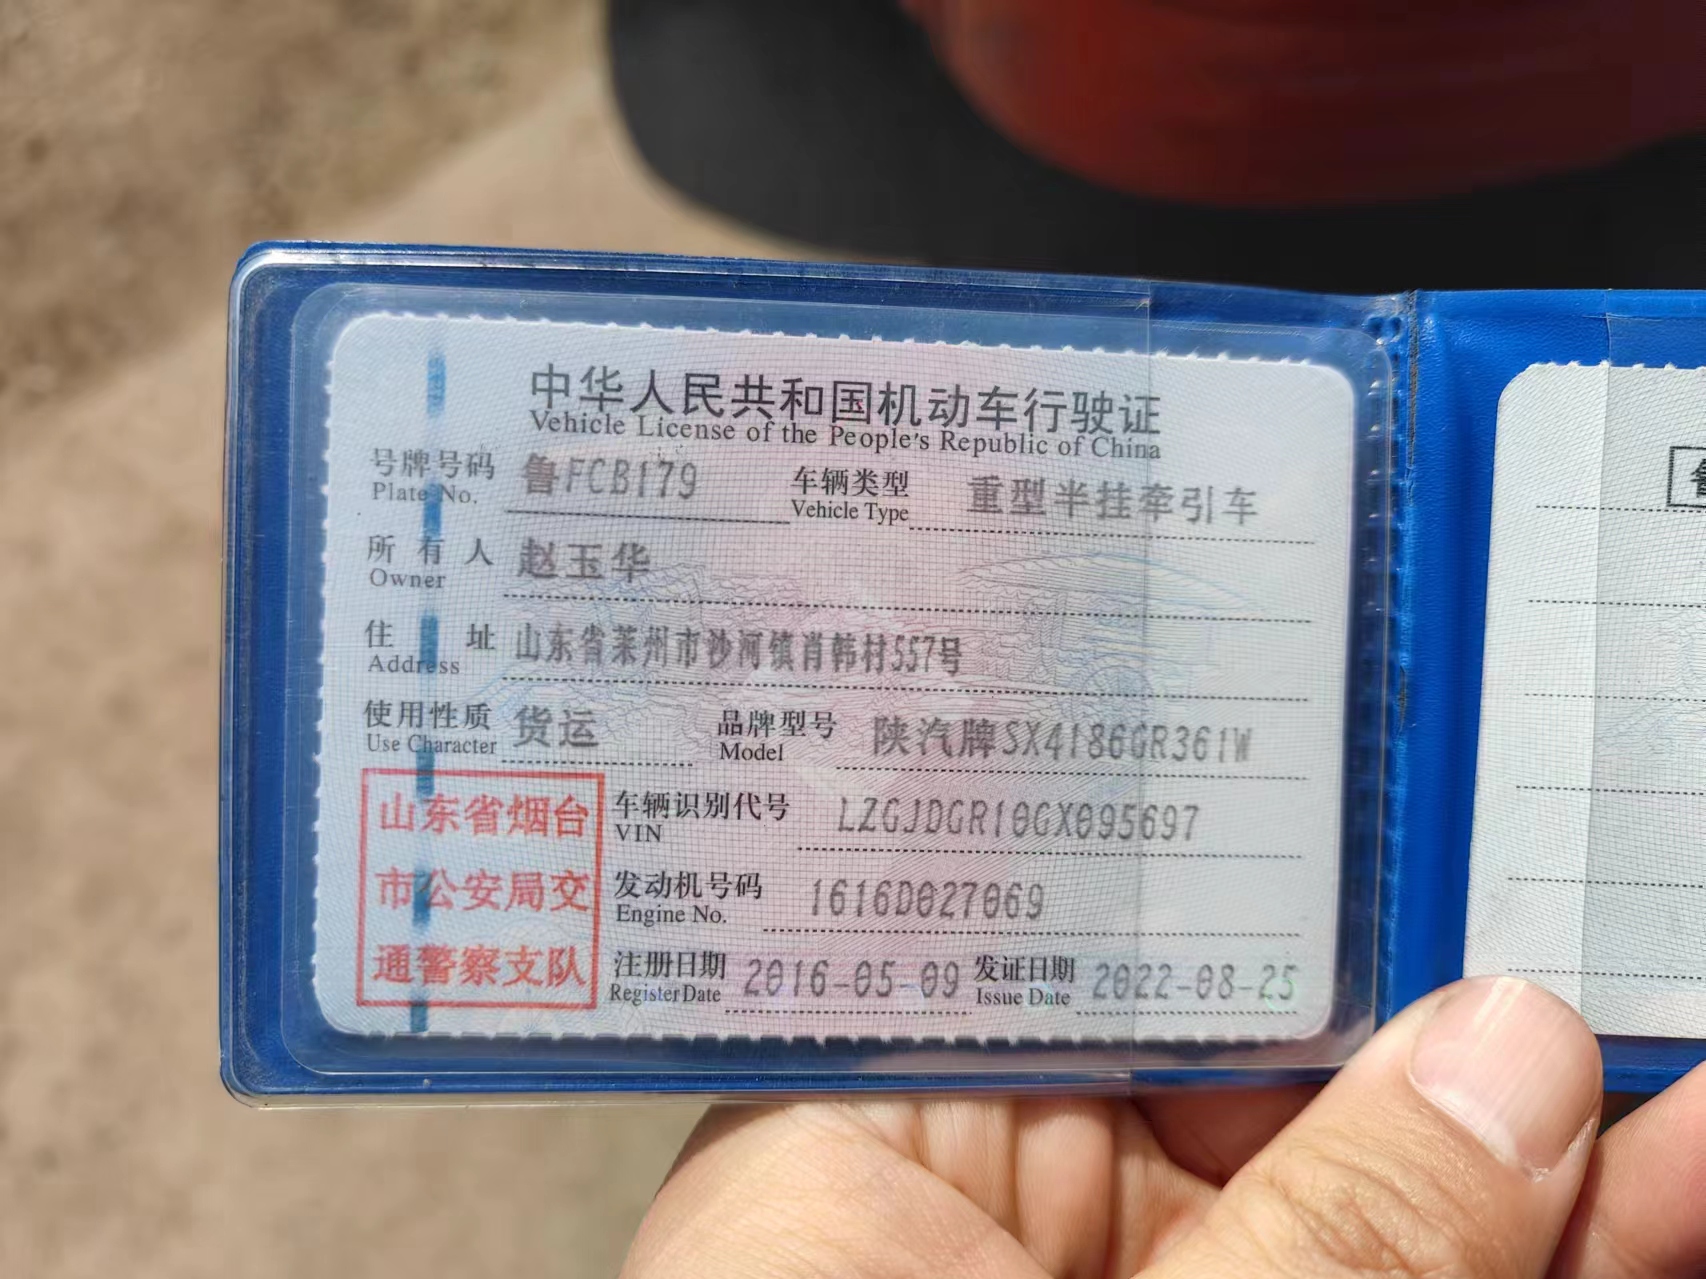 中华人民共和国机动车行驶证
Vehicle License of the People's Republic of China
号牌号码 鲁FCB179 车辆类型 重型半挂牵引车
Plate No. Vehicle Type
所有人 赵玉华
Owner
住址 山东省莱州市沙河镇肖韩村557号
Address
使用性质 货运 品牌型号 陕汽牌SX4186GR361W
Use Character Model
山东省烟台
市公安局交
通警察支队
车辆识别代号 LZGJDGR10GX095697
VIN
发动机号码 1616D027069
Engine No.
注册日期 2016-05-09 发证日期 2022-08-25
Register Date Issue Date